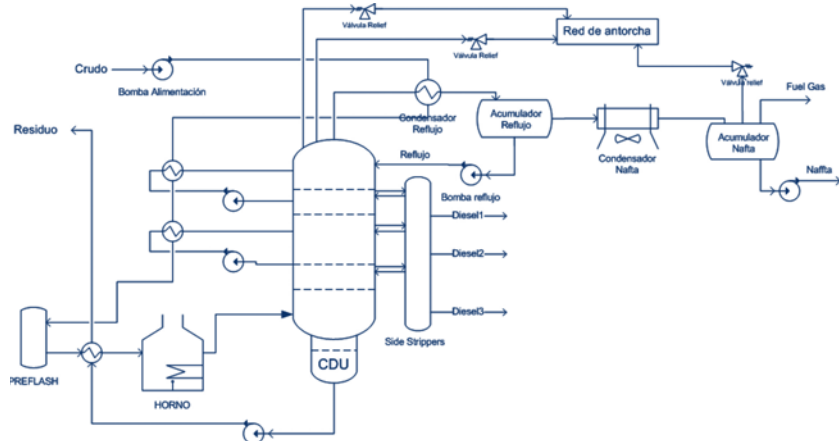 Válvula Relief
Red de antorcha
Válvula Relief
Crudo
Bomba Alimentación
Válvula relief
Fuel Gas
Condensador
Reflujo
Acumulador
Reflujo
Residuo
Acumulador
Nafta
Condensador
Nafta
Reflujo
Bomba reflujo
Naffta
Diesel1
Diesel2
Diesel3
Side Strippers
PREFLASH
HORNO
CDU